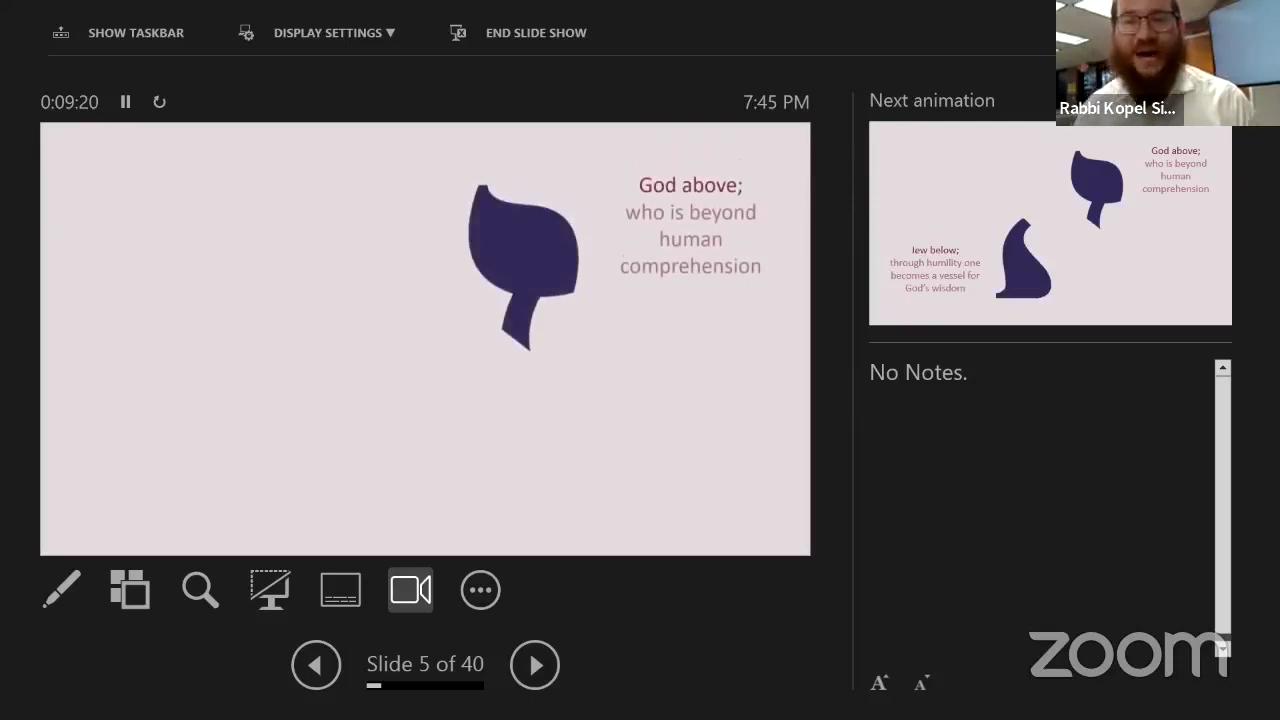 SHOW TASKBAR
DISPLAY SETTINGS ▼
END SLIDE SHOW
0:09:20
7:45 PM
Next animation
Rabbi Kopel Si...
God above;
who is beyond
human
comprehension
God above;
who is beyond
human
comprehension
Jew below;
through humility one
becomes a vessel for
God's wisdom
No Notes.
Slide 5 of 40
A A
zoom